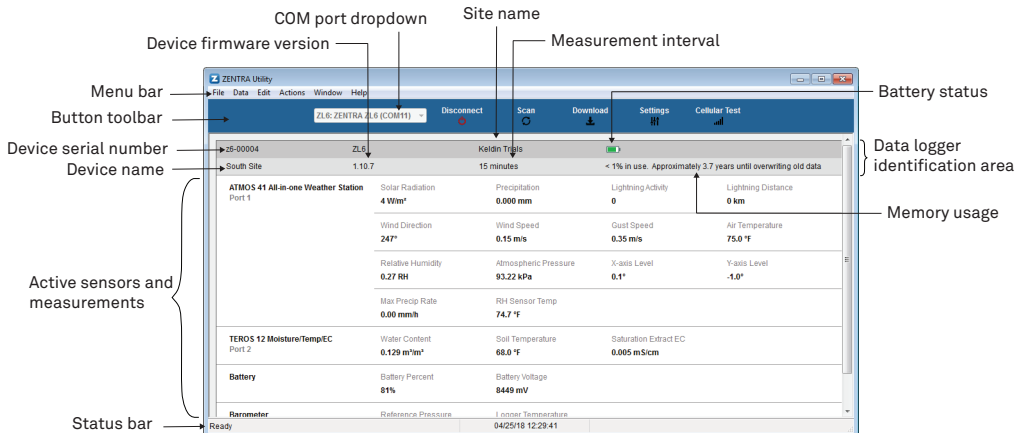 COM port dropdown
Site name
Device firmware version
Measurement interval
Menu bar
Button toolbar
Device serial number
Device name
Active sensors and
measurements
Status bar
Battery status
Data logger
identification area
Memory usage
ZENTRA Utility
File Data Edit Actions Window Help
ZL6: ZENTRA ZL6 (COM11) Disconnect Scan Download Settings Cellular Test
z6-00004 ZL6 Keldin Trials
South Site 1.10.7 15 minutes < 1% in use. Approximately 3.7 years until overwriting old data
ATMOS 41 All-in-one Weather Station Solar Radiation Precipitation Lightning Activity Lightning Distance
Port 1 4 W/m² 0.000 mm 0 0 km
Wind Direction Wind Speed Gust Speed Air Temperature
247° 0.15 m/s 0.35 m/s 75.0 °F
Relative Humidity Atmospheric Pressure X-axis Level Y-axis Level
0.27 RH 93.22 kPa 0.1° -1.0°
Max Precip Rate RH Sensor Temp
0.00 mm/h 74.7 °F
TEROS 12 Moisture/Temp/EC Water Content Soil Temperature Saturation Extract EC
Port 2 0.129 m³/m³ 68.0 °F 0.005 mS/cm
Battery Battery Percent Battery Voltage
81% 8449 mV
Barometer Reference Pressure Logger Temperature
Ready 04/25/18 12:29:41